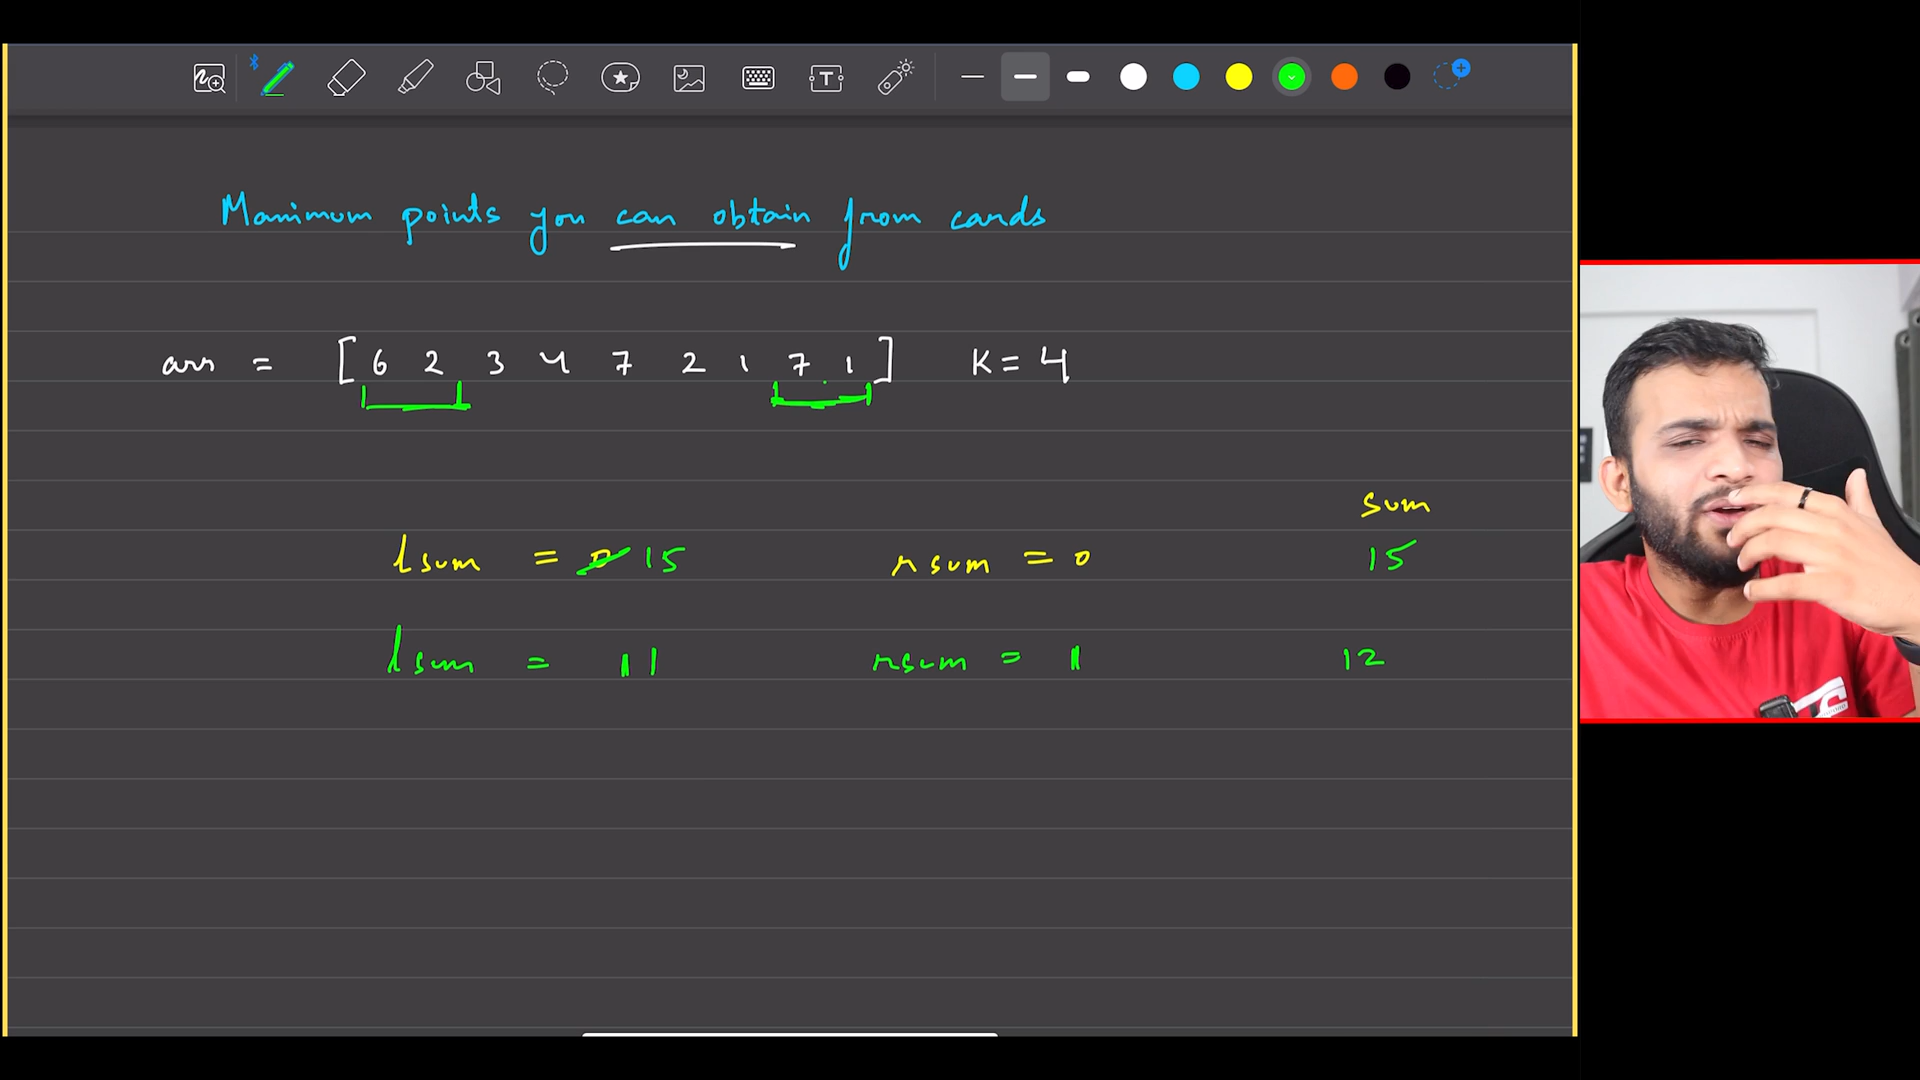 Maximum points you can obtain from cards
arr = [6 2 3 4 7 2 1 7 1] K = 4
sum
lsum = 0 15 rsum = 0 15
lsum = 11 rsum = 1 12